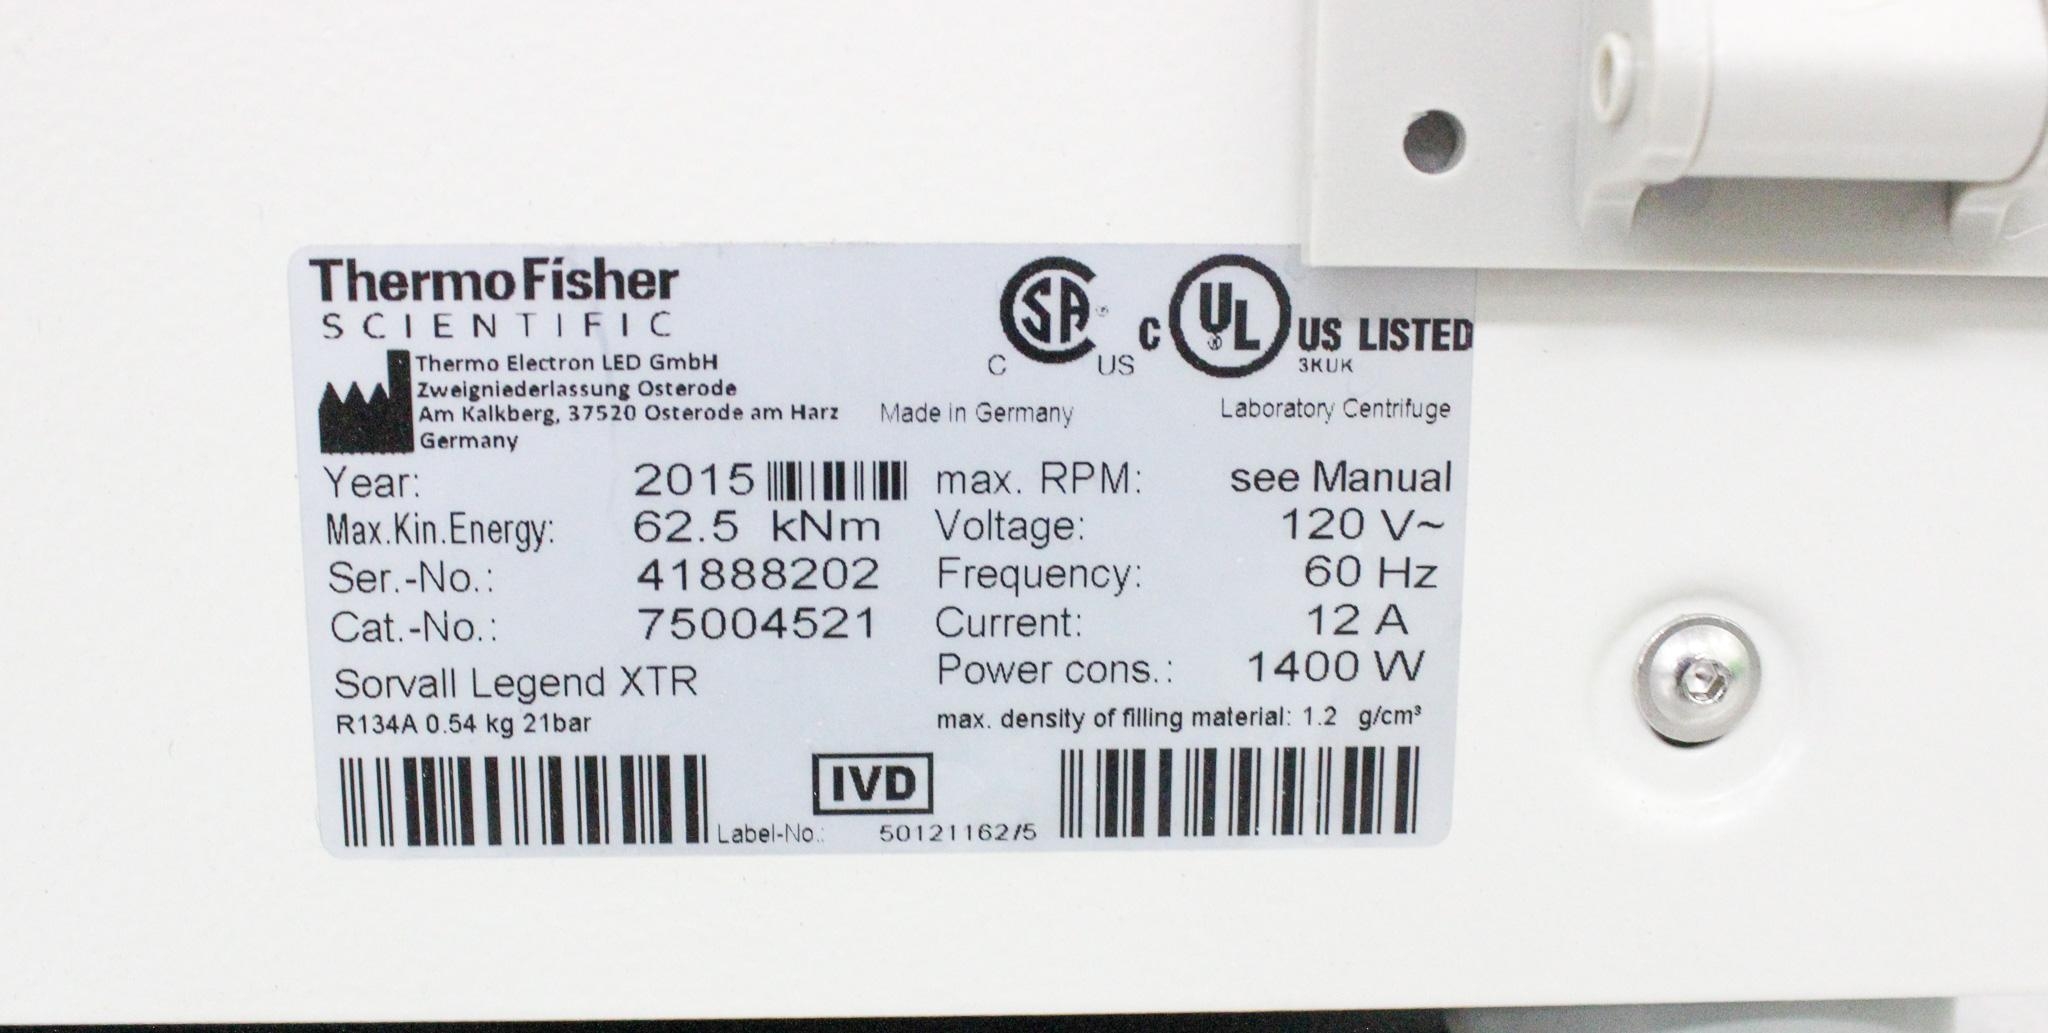 ThermoFisher
SCIENTIFIC
Thermo Electron LED GmbH
Zweigniederlassung Osterode
Am Kalkberg, 37520 Osterode am Harz
Germany
Made in Germany
SA ®
C US
C UL ® US LISTED
3KUK
Laboratory Centrifuge
Year: 2015
Max.Kin.Energy: 62.5 kNm
Ser.-No.: 41888202
Cat.-No.: 75004521
Sorvall Legend XTR
R134A 0.54 kg 21bar
max. RPM: see Manual
Voltage: 120 V~
Frequency: 60 Hz
Current: 12 A
Power cons.: 1400 W
max. density of filling material: 1.2 g/cm³
IVD
Label-No.: 50121162/5